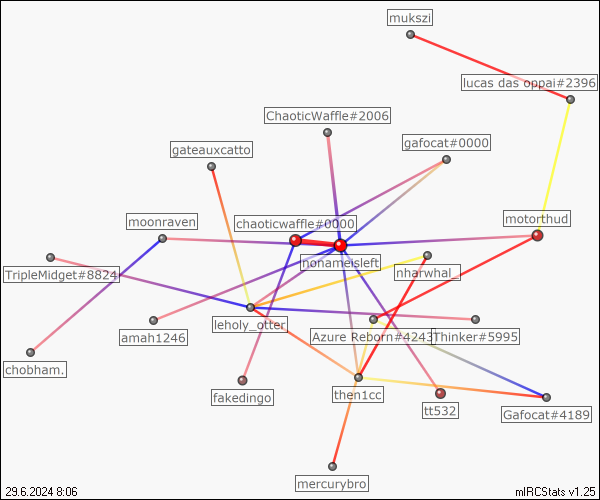 mukszi
lucas das oppai#2396
ChaoticWaffle#2006
gafocat#0000
gateauxcatto
moonraven
chaoticwaffle#0000
motorthud
nonameisleft
nharwhal_
TripleMidget#8824
leholy_otter
amah1246
Azure Reborn#4243
Thinker#5995
chobham.
fakedingo
then1cc
tt532
Gafocat#4189
mercurybro
29.6.2024 8:06
mIRCStats v1.25